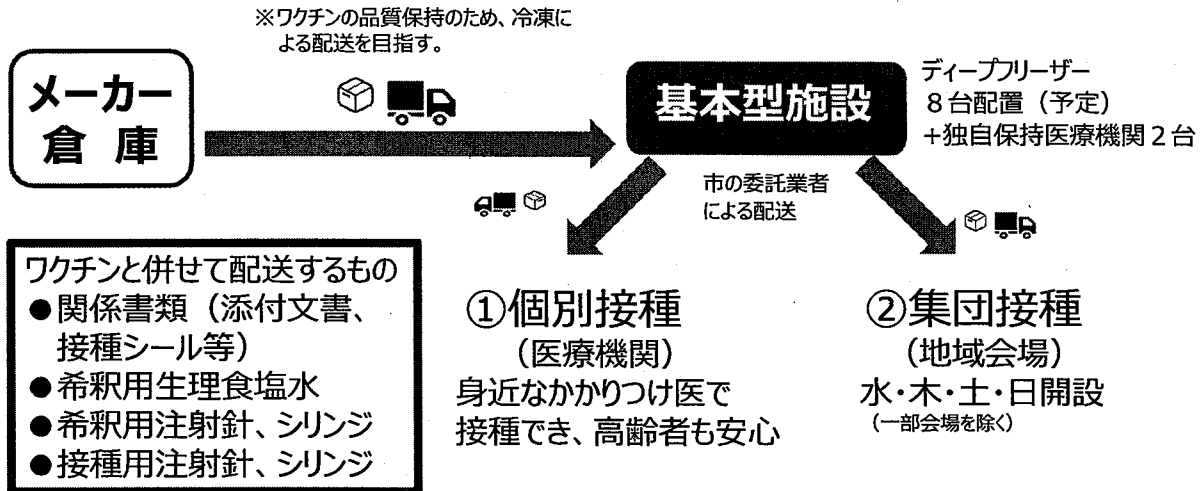 ※ワクチンの品質保持のため、冷凍に
よる配送を目指す。
メーカー
倉 庫
基本型施設
ディープフリーザー
8台配置（予定）
+独自保持医療機関2台
市の委託業者
による配送
ワクチンと併せて配送するもの
●関係書類（添付文書、
接種シール等）
●希釈用生理食塩水
●希釈用注射針、シリンジ
●接種用注射針、シリンジ
①個別接種
（医療機関）
身近なかかりつけ医で
接種でき、高齢者も安心
②集団接種
（地域会場）
水・木・土・日開設
（一部会場を除く）